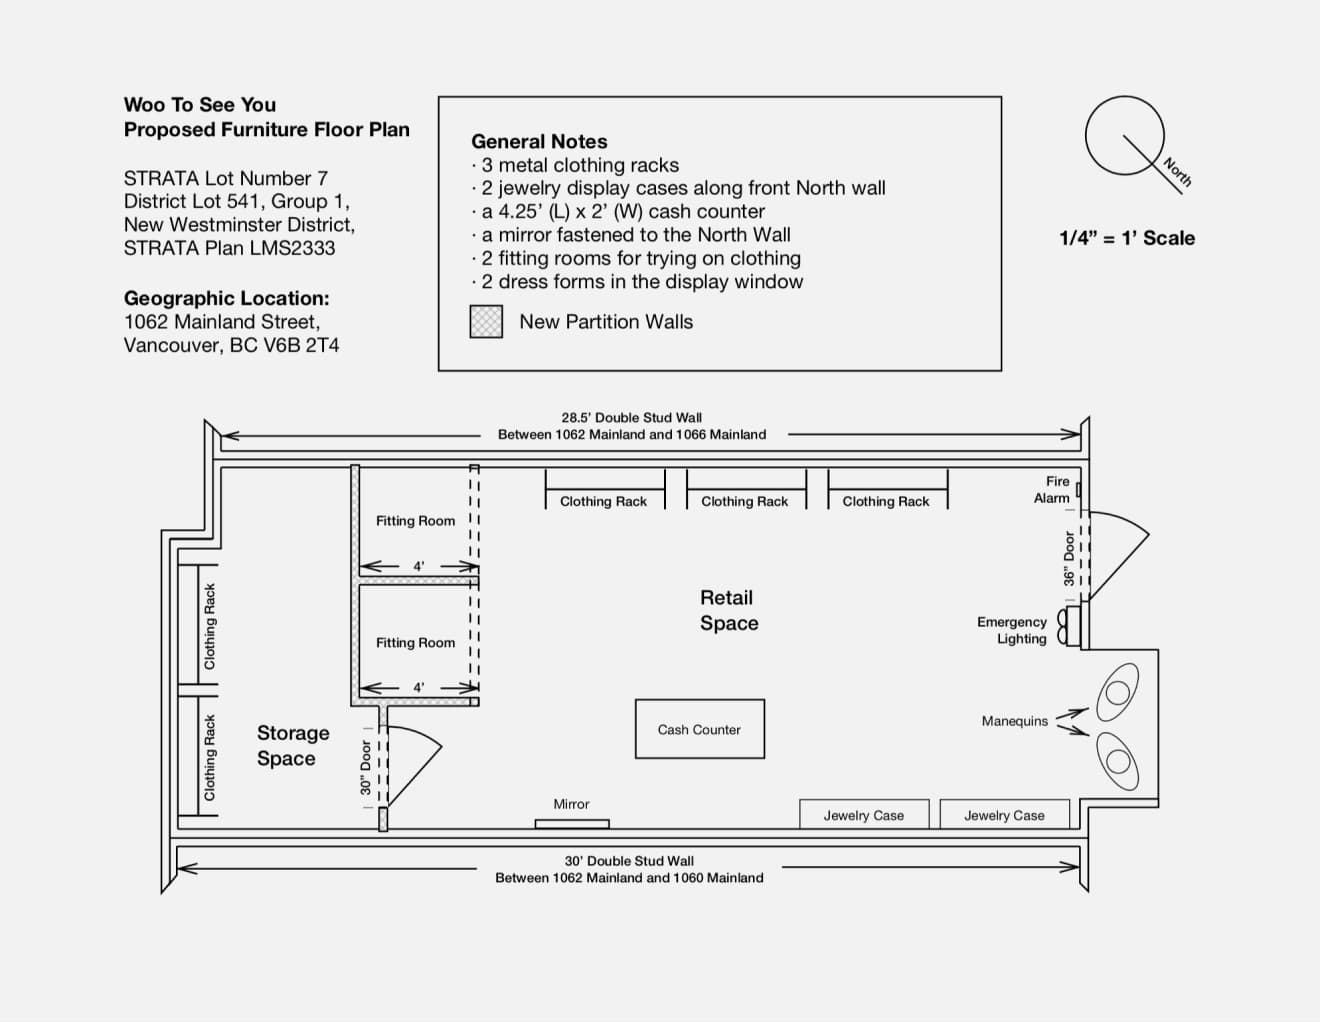 Woo To See You
Proposed Furniture Floor Plan
STRATA Lot Number 7
District Lot 541, Group 1,
New Westminster District,
STRATA Plan LMS2333
Geographic Location:
1062 Mainland Street,
Vancouver, BC V6B 2T4
General Notes
· 3 metal clothing racks
· 2 jewelry display cases along front North wall
· a 4.25’ (L) x 2’ (W) cash counter
· a mirror fastened to the North Wall
· 2 fitting rooms for trying on clothing
· 2 dress forms in the display window
New Partition Walls
North
1/4” = 1’ Scale
28.5’ Double Stud Wall
Between 1062 Mainland and 1066 Mainland
Fire
Alarm
Clothing Rack
Clothing Rack
Clothing Rack
Fitting Room
4’
36” Door
Clothing Rack
Retail
Space
Emergency
Lighting
Fitting Room
4’
Manequins
Clothing Rack
Storage
Space
30” Door
Cash Counter
Mirror
Jewelry Case
Jewelry Case
30’ Double Stud Wall
Between 1062 Mainland and 1060 Mainland